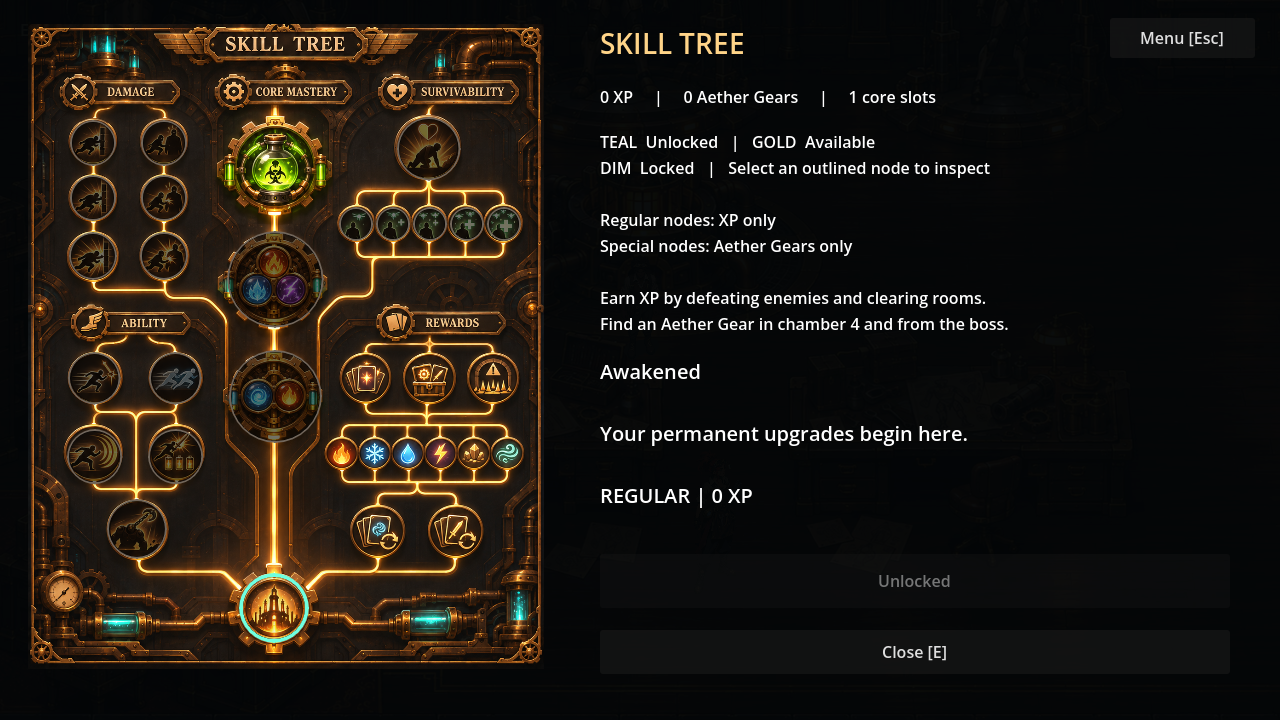 SKILL TREE
DAMAGE
CORE MASTERY
SURVIVABILITY
ABILITY
REWARDS
SKILL TREE
Menu [Esc]
0 XP | 0 Aether Gears | 1 core slots
TEAL Unlocked | GOLD Available
DIM Locked | Select an outlined node to inspect
Regular nodes: XP only
Special nodes: Aether Gears only
Earn XP by defeating enemies and clearing rooms.
Find an Aether Gear in chamber 4 and from the boss.
Awakened
Your permanent upgrades begin here.
REGULAR | 0 XP
Unlocked
Close [E]